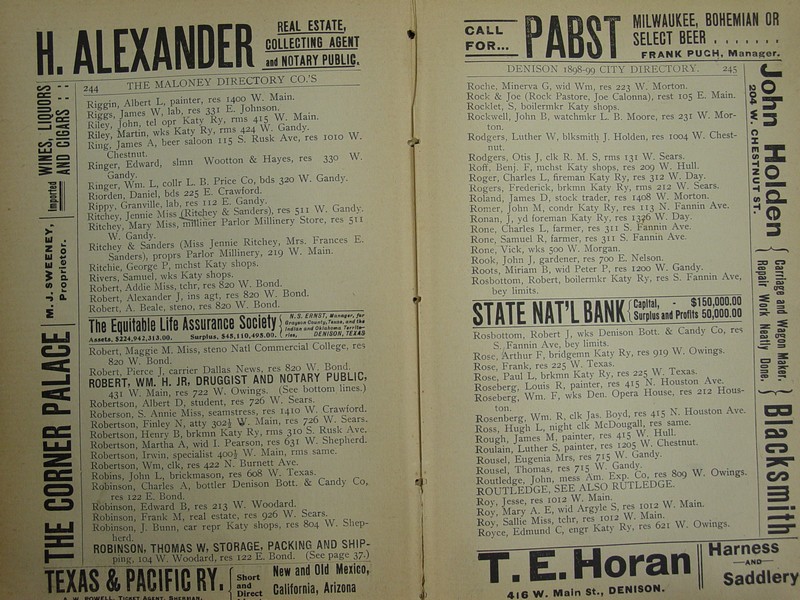 H. ALEXANDER
REAL ESTATE,
COLLECTING AGENT
and NOTARY PUBLIC.
244 THE MALONEY DIRECTORY CO.'S
Riggin, Albert L, painter, res 1400 W. Main.
Riggs, James W, lab, res 331 E. Johnson.
Riley, John, tel opr Katy Ry, rms 415 W. Main.
Riley, Martin, wks Katy Ry, rms 424 W. Gandy.
Ring, James A, beer saloon 115 S. Rusk Ave, res 1010 W.
Chestnut.
Ringer, Edward, slmn Wootton & Hayes, res 330 W.
Gandy.
Ringer, Wm. L, collr L. B. Price Co, bds 320 W. Gandy.
Riorden, Daniel, bds 225 E. Crawford.
Rippy, Granville, lab, res 112 E. Gandy.
Ritchey, Jennie Miss (Ritchey & Sanders), res 511 W. Gandy.
Ritchey, Mary Miss, milliner Parlor Millinery Store, res 511
W. Gandy.
Ritchey & Sanders (Miss Jennie Ritchey, Mrs. Frances E.
Sanders), proprs Parlor Millinery, 219 W. Main.
Ritchie, George P, mchst Katy shops.
Rivers, Samuel, wks Katy shops.
Robert, Addie Miss, tchr, res 820 W. Bond.
Robert, Alexander J, ins agt, res 820 W. Bond.
Robert, A. Beale, steno, res 820 W. Bond.
The Equitable Life Assurance Society
Assets, $224,942,213.00. Surplus, $45,110,493.00.
N. S. ERNST, Manager, for
Grayson County, Texas, and the
Indian and Oklahoma Territo-
ries, DENISON, TEXAS
Robert, Maggie M. Miss, steno Natl Commercial College, res
820 W. Bond.
Robert, Pierce J, carrier Dallas News, res 820 W. Bond.
ROBERT, WM. H. JR, DRUGGIST AND NOTARY PUBLIC,
431 W. Main, res 722 W. Owings. (See bottom lines.)
Robertson, Albert D, student, res 726 W. Sears.
Roberson, S. Annie Miss, seamstress, res 1410 W. Crawford.
Robertson, Finley N, atty 302½ W. Main, res 726 W. Sears.
Robertson, Henry B, brkmn Katy Ry, rms 310 S. Rusk Ave.
Robertson, Martha A, wid I. Pearson, res 631 W. Shepherd.
Robertson, Irwin, specialist 400½ W. Main, rms same.
Robertson, Wm, clk, res 422 N. Burnett Ave.
Robins, John L, brickmason, res 608 W. Texas.
Robinson, Charles A, bottler Denison Bott. & Candy Co,
res 122 E. Bond.
Robinson, Edward B, res 213 W. Woodard.
Robinson, Frank M, real estate, res 926 W. Sears.
Robinson, J. Bunn, car repr Katy shops, res 804 W. Shep-
herd.
ROBINSON, THOMAS W, STORAGE, PACKING AND SHIP-
ping, 104 W. Woodard, res 122 E. Bond. (See page 37.)
TEXAS & PACIFIC RY.
Short
and
Direct
New and Old Mexico,
California, Arizona
Imported WINES, LIQUORS
AND CIGARS : :
M. J. SWEENEY,
Proprietor.
THE CORNER PALACE
CALL
FOR...
PABST
MILWAUKEE, BOHEMIAN OR
SELECT BEER . . . . . . .
FRANK PUCH, Manager.
DENISON 1898-99 CITY DIRECTORY. 245
Roche, Minerva G, wid Wm, res 223 W. Morton.
Rock & Joe (Rock Pastore, Joe Calonna), rest 105 E. Main.
Rocklet, S, boilermkr Katy shops.
Rockwell, John B, watchmkr L. B. Moore, res 231 W. Mor-
ton.
Rodgers, Luther W, blksmith J. Holden, res 1004 W. Chest-
nut.
Rodgers, Otis J, clk R. M. S, rms 131 W. Sears.
Roff, Benj. F, mchst Katy shops, res 209 W. Hull.
Roger, Charles L, fireman Katy Ry, res 312 W. Day.
Rogers, Frederick, brkmn Katy Ry, rms 212 W. Sears.
Roland, James D, stock trader, res 1408 W. Morton.
Romer, John M, condr Katy Ry, res 113 N. Fannin Ave.
Ronan, J, yd foreman Katy Ry, res 1326 W. Day.
Rone, Charles L, farmer, res 311 S. Fannin Ave.
Rone, Samuel R, farmer, res 311 S. Fannin Ave.
Rone, Vick, wks 500 W. Morgan.
Rook, John J, gardener, res 700 E. Nelson.
Roots, Miriam B, wid Peter P, res 1200 W. Gandy.
Rosbottom, Robert, boilermkr Katy Ry, res S. Fannin Ave,
bey limits.
STATE NAT'L BANK
Capital, - $150,000.00
Surplus and Profits 50,000.00
Rosbottom, Robert J, wks Denison Bott. & Candy Co, res
S. Fannin Ave, bey limits.
Rose, Arthur F, bridgemn Katy Ry, res 919 W. Owings.
Rose, Frank, res 225 W. Texas.
Rose, Paul L, brkmn Katy Ry, res 225 W. Texas.
Roseberg, Louis R, painter, res 415 N. Houston Ave.
Roseberg, Wm. F, wks Den. Opera House, res 212 Hous-
ton.
Rosenberg, Wm. R, clk Jas. Boyd, res 415 N. Houston Ave.
Ross, Hugh L, night clk McDougall, res same.
Rough, James M, painter, res 415 W. Hull.
Roulain, Luther S, painter, res 1205 W. Chestnut.
Rousel, Eugenia Mrs, res 715 W. Gandy.
Rousel, Thomas, res 715 W. Gandy.
Routledge, John, mess Am. Exp. Co, res 809 W. Owings.
ROUTLEDGE, SEE ALSO RUTLEDGE.
Roy, Jesse, res 1012 W. Main.
Roy, Mary A. E, wid Argyle S, res 1012 W. Main.
Roy, Sallie Miss, tchr, res 1012 W. Main.
Royce, Edmund C, engr Katy Ry, res 621 W. Owings.
T. E. Horan
416 W. Main St., DENISON.
Harness
—AND—
Saddlery
John Holden
204 W. CHESTNUT ST.
Carriage and Wagon Maker.
Repair Work Neatly Done.
Blacksmith